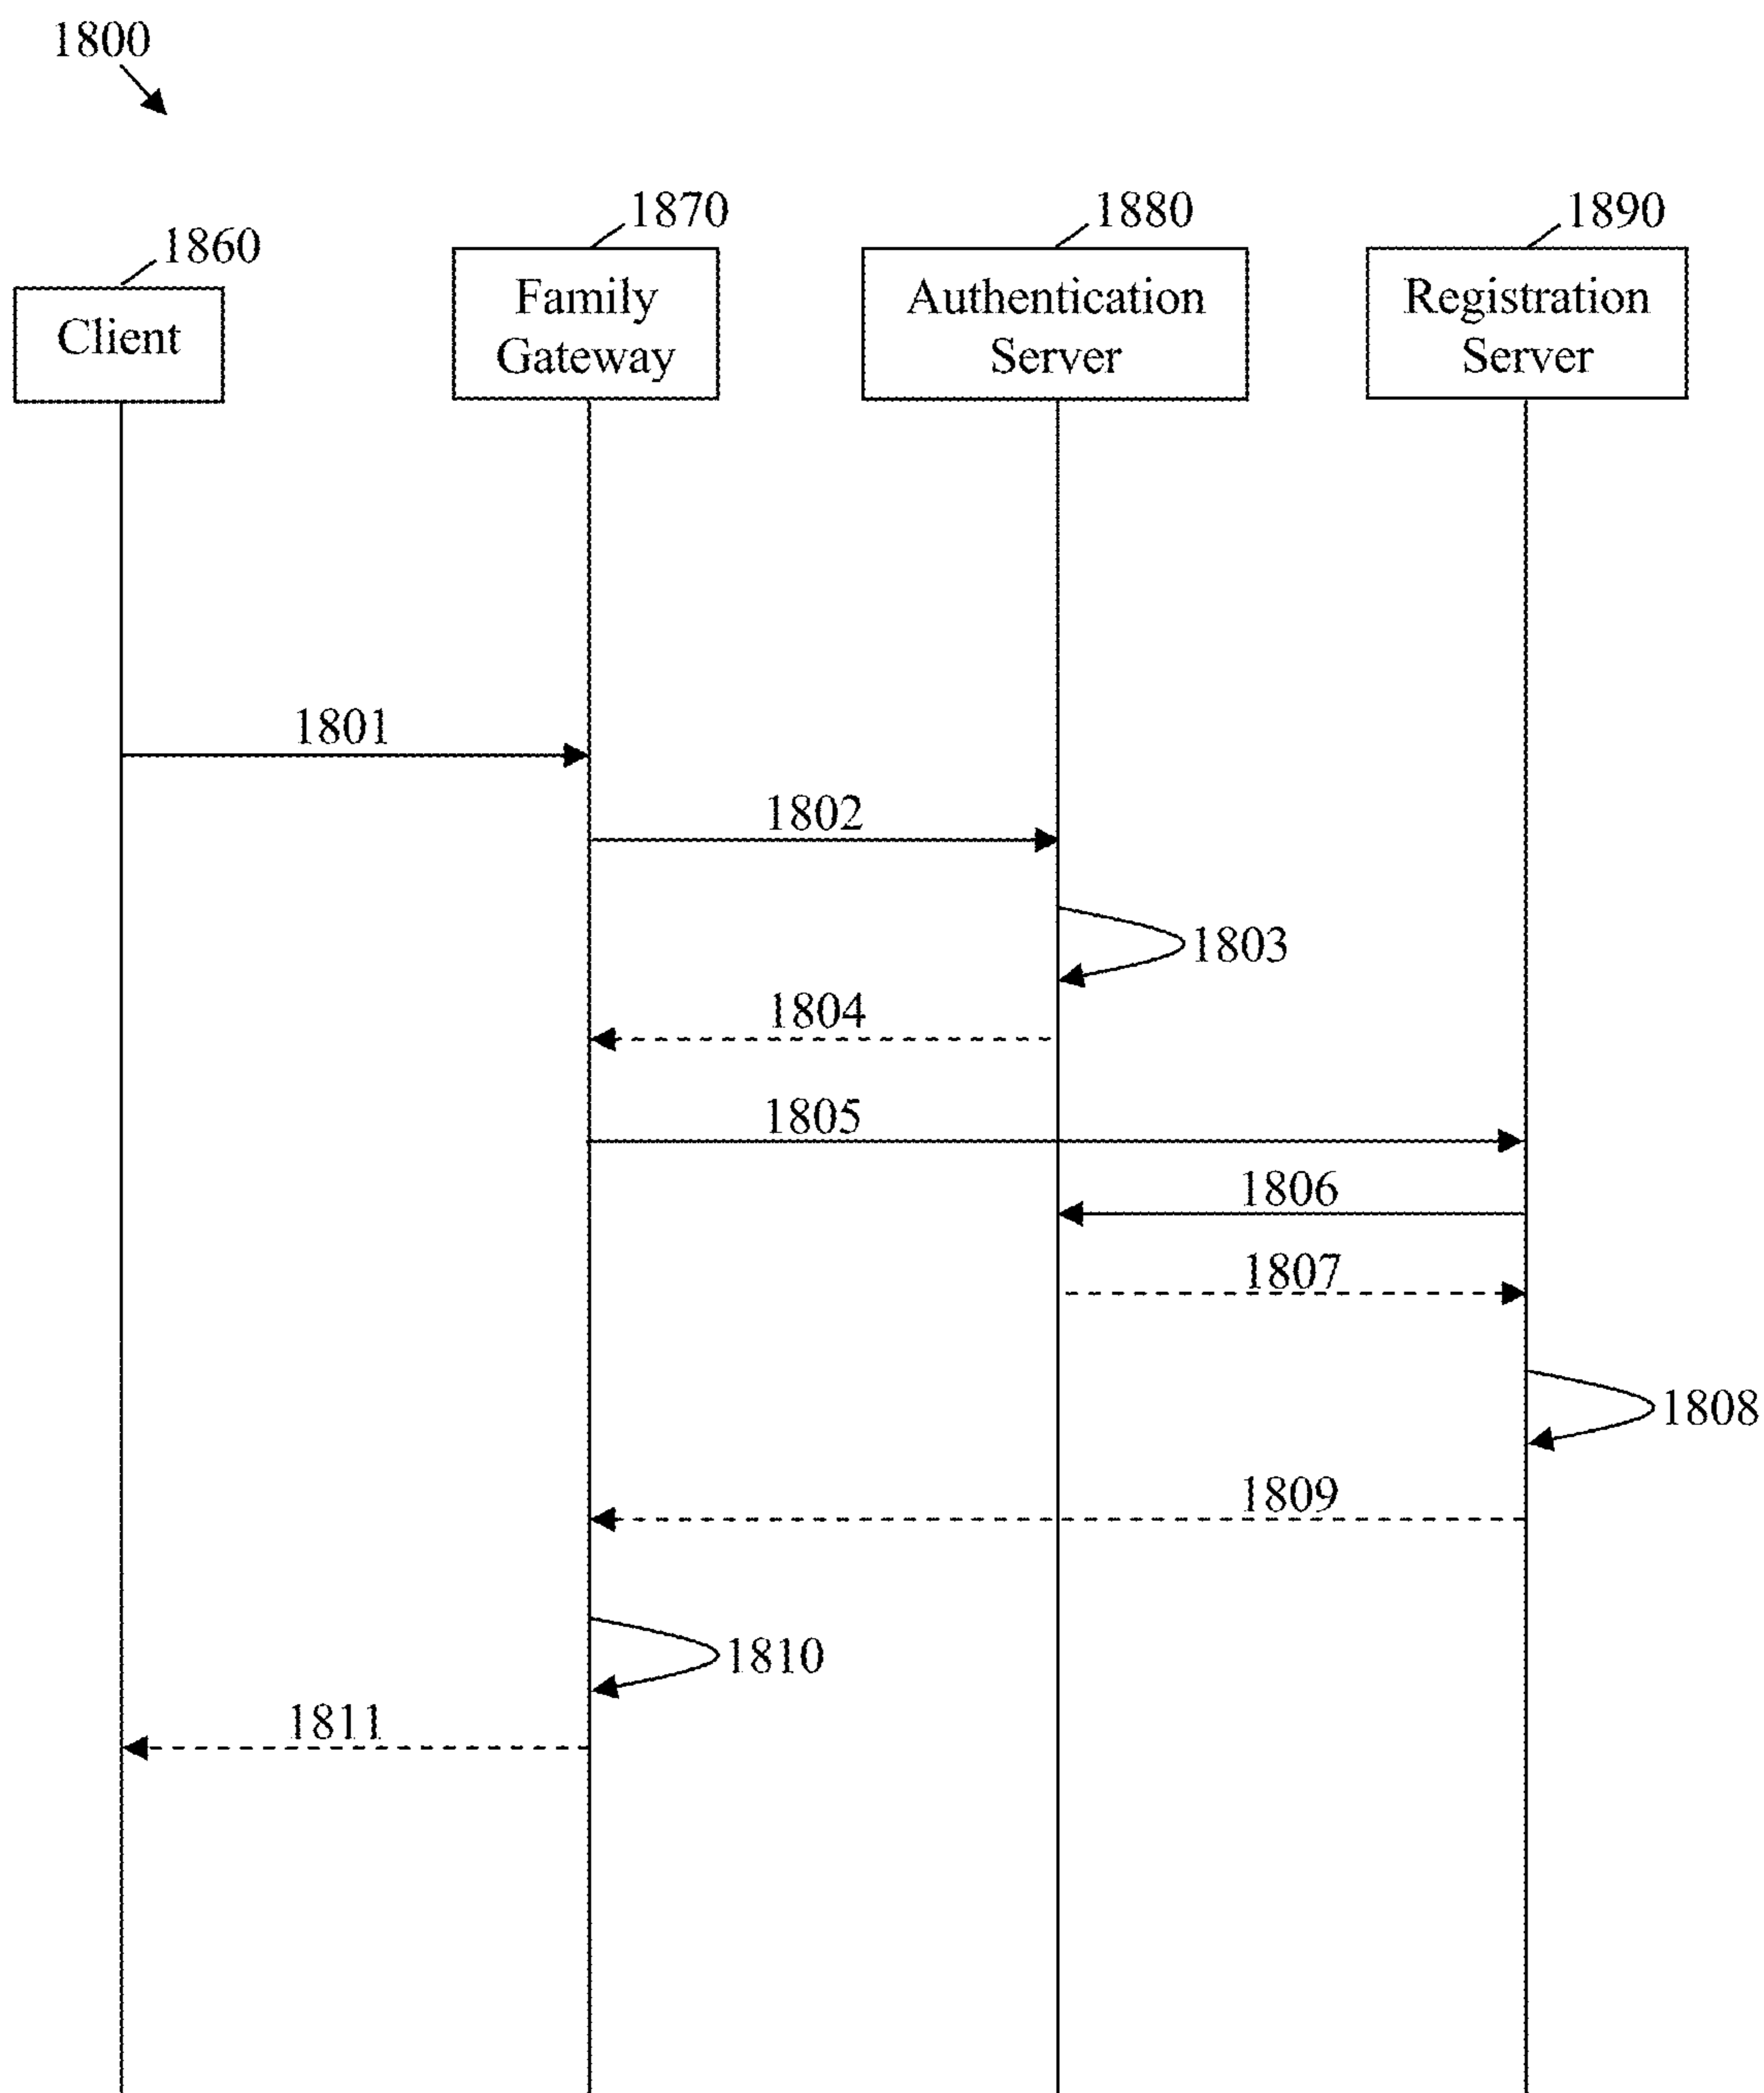 1800
1860
1870
1880
1890
Client
Family
Gateway
Authentication
Server
Registration
Server
1801
1802
1803
1804
1805
1806
1807
1808
1809
1810
1811